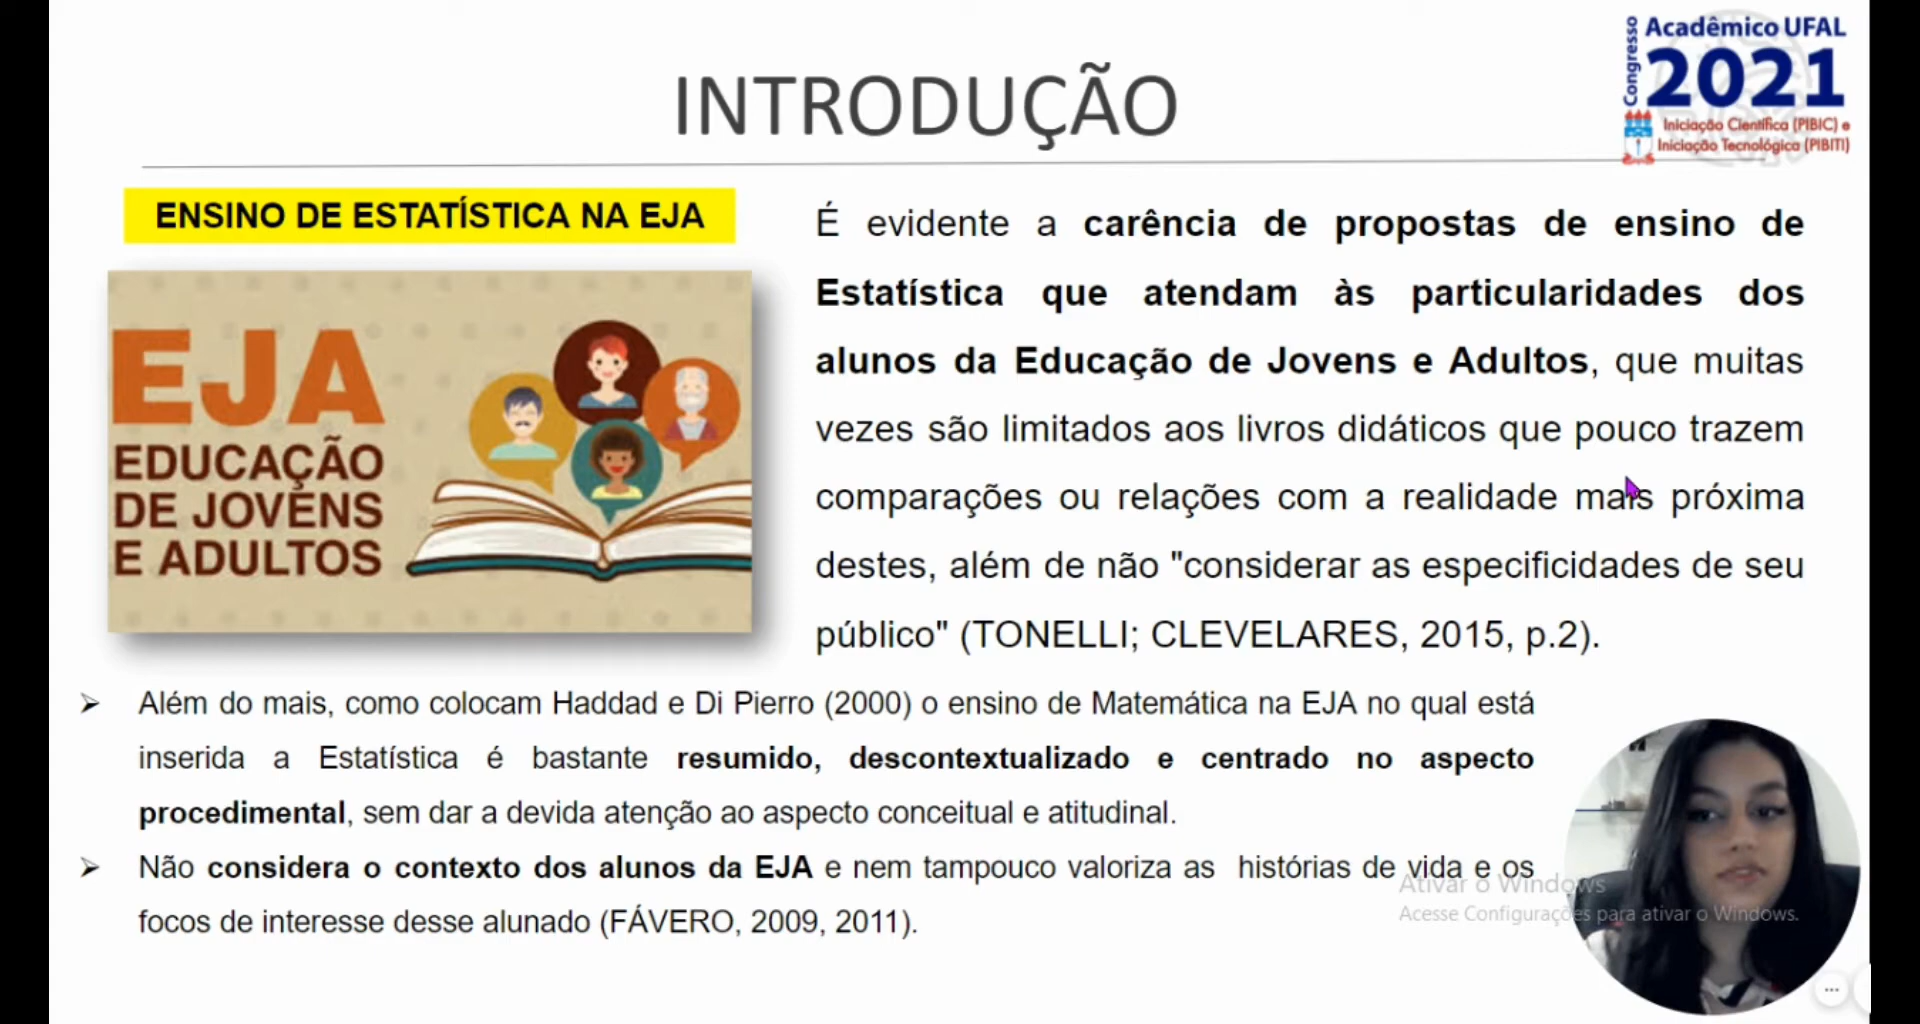 Congresso
Acadêmico UFAL
2021
Iniciação Científica (PIBIC) e
Iniciação Tecnológica (PIBITI)
INTRODUÇÃO
ENSINO DE ESTATÍSTICA NA EJA
EJA
EDUCAÇÃO
DE JOVENS
E ADULTOS
É evidente a carência de propostas de ensino de
Estatística que atendam às particularidades dos
alunos da Educação de Jovens e Adultos, que muitas
vezes são limitados aos livros didáticos que pouco trazem
comparações ou relações com a realidade mais próxima
destes, além de não "considerar as especificidades de seu
público" (TONELLI; CLEVELARES, 2015, p.2).
➢ Além do mais, como colocam Haddad e Di Pierro (2000) o ensino de Matemática na EJA no qual está
inserida a Estatística é bastante resumido, descontextualizado e centrado no aspecto
procedimental, sem dar a devida atenção ao aspecto conceitual e atitudinal.
➢ Não considera o contexto dos alunos da EJA e nem tampouco valoriza as histórias de vida e os
focos de interesse desse alunado (FÁVERO, 2009, 2011).
Ativar o Windows
Acesse Configurações para ativar o Windows.